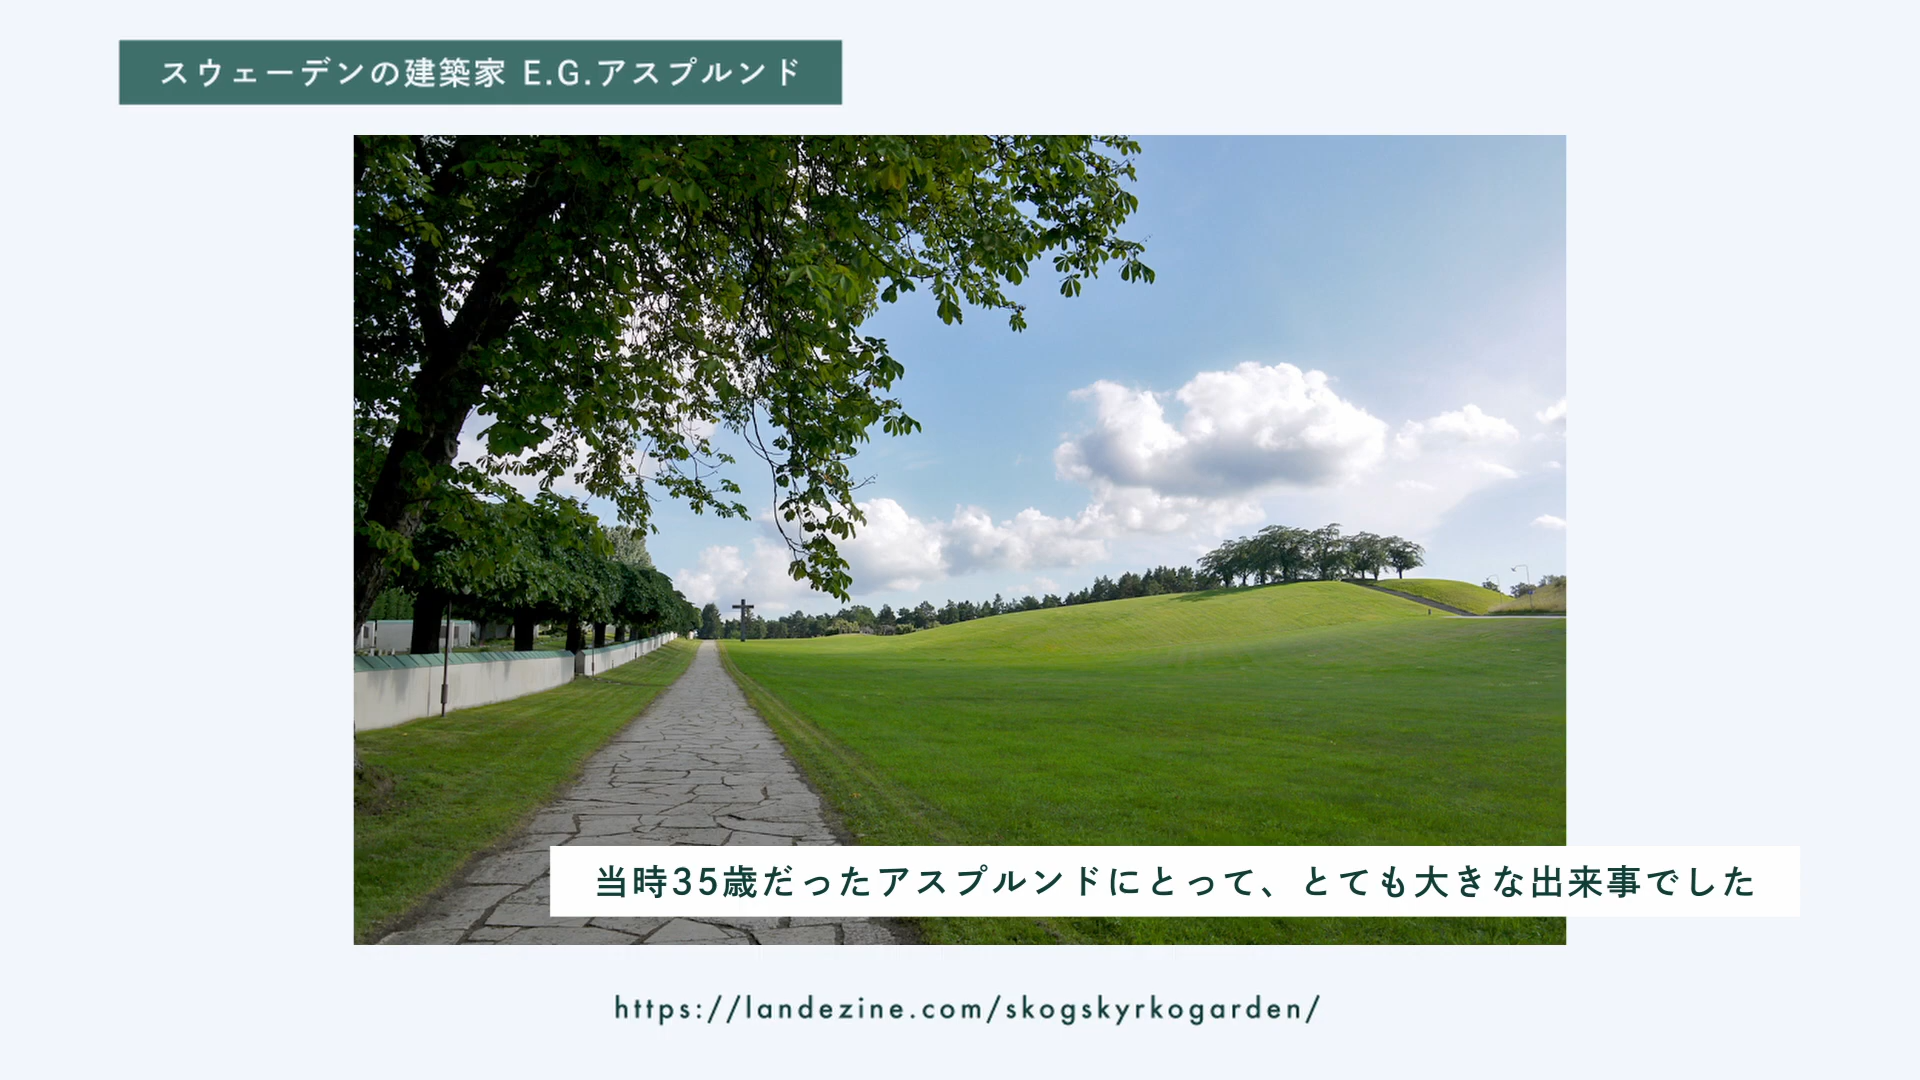 スウェーデンの建築家 E.G.アスプルンド
当時35歳だったアスプルンドにとって、とても大きな出来事でした
https://landezine.com/skogskyrkogarden/